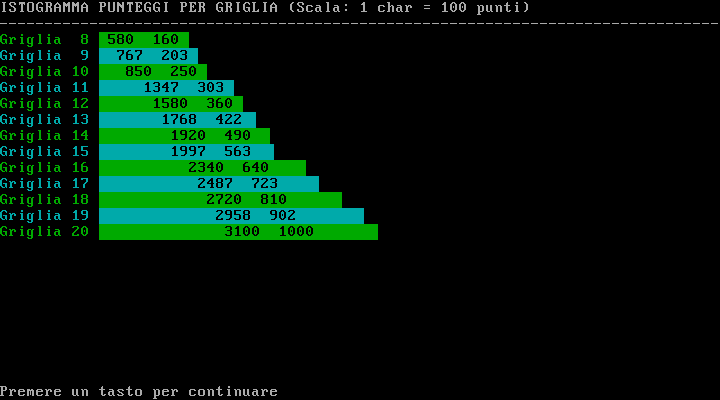 ISTOGRAMMA PUNTEGGI PER GRIGLIA (Scala: 1 char = 100 punti)
--------------------------------------------------------------------------------
Griglia  8 580  160
Griglia  9 767  203
Griglia 10 850  250
Griglia 11 1347  303
Griglia 12 1580  360
Griglia 13 1768  422
Griglia 14 1920  490
Griglia 15 1997  563
Griglia 16 2340  640
Griglia 17 2487  723
Griglia 18 2720  810
Griglia 19 2958  902
Griglia 20 3100  1000
Premere un tasto per continuare